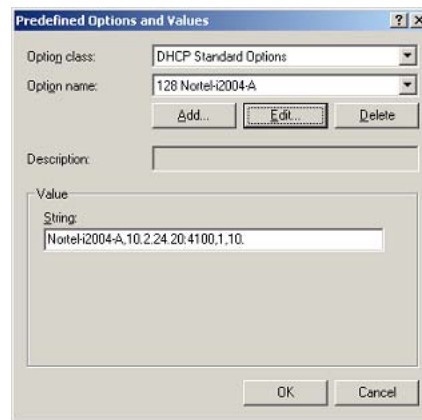 Predefined Options and Values
Option class: DHCP Standard Options
Option name: 128 Nortel-i2004-A
Add... Edit... Delete
Description:
Value
String:
Nortel-i2004-A,10.2.24.20:4100,1,10.
OK Cancel